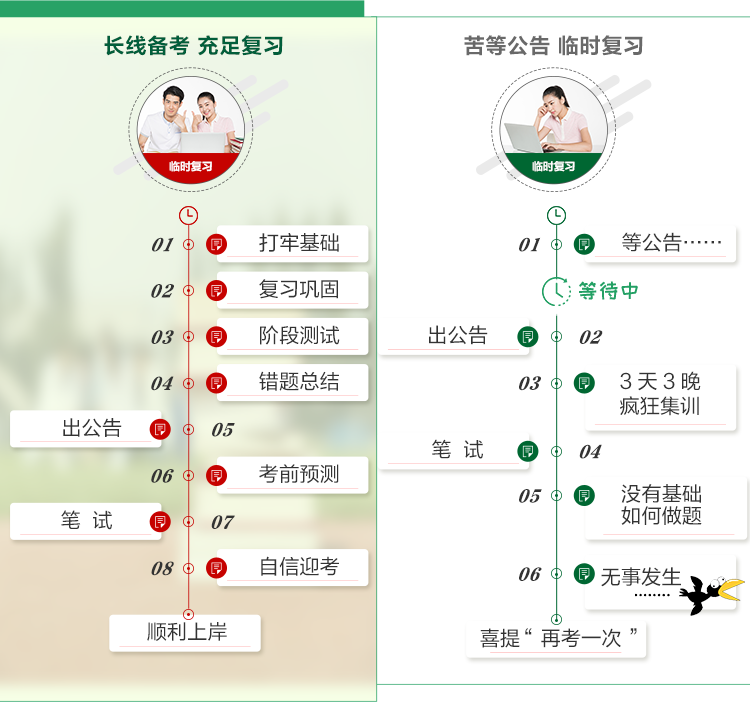 长线备考 充足复习
临时复习
01
打牢基础
02
复习巩固
03
阶段测试
04
错题总结
出公告
05
06
考前预测
笔 试
07
08
自信迎考
顺利上岸
苦等公告 临时复习
临时复习
01
等公告……
等待中
出公告
02
03
3 天 3 晚
疯狂集训
笔 试
04
05
没有基础
如何做题
06
无事发生
………
喜提“ 再考一次 ”